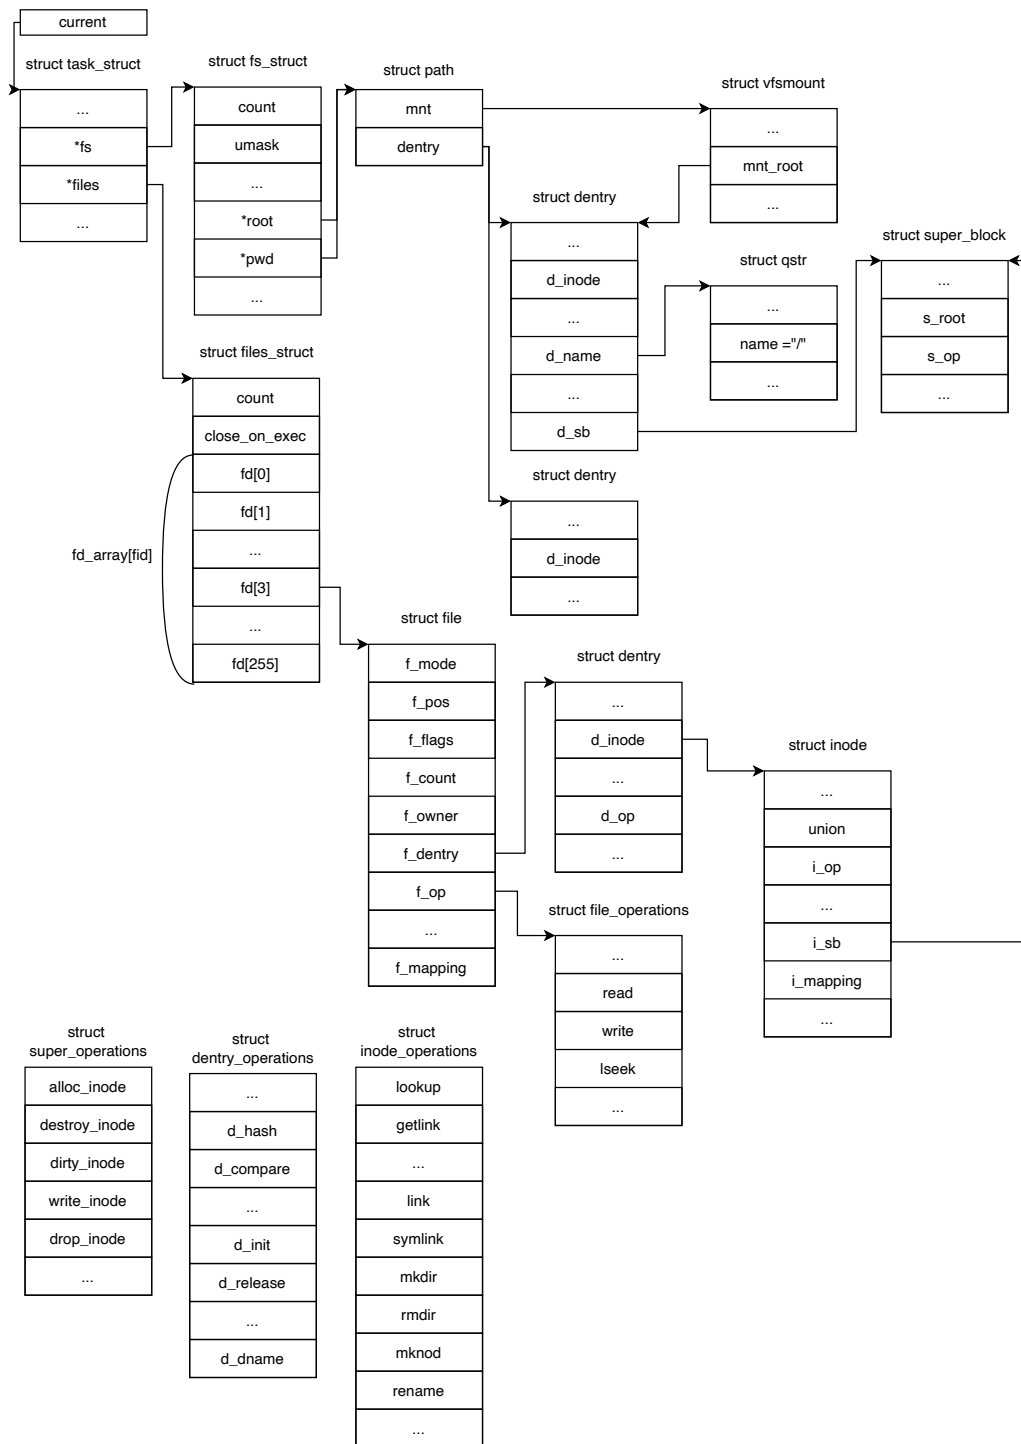 current
struct task_struct
...
*fs
*files
...
struct fs_struct
count
umask
...
*root
*pwd
...
struct path
mnt
dentry
struct vfsmount
...
mnt_root
...
struct dentry
...
d_inode
...
d_name
...
d_sb
struct qstr
...
name ="/"
...
struct super_block
...
s_root
s_op
...
struct files_struct
count
close_on_exec
fd[0]
fd[1]
...
fd[3]
...
fd[255]
fd_array[fid]
struct dentry
...
d_inode
...
struct file
f_mode
f_pos
f_flags
f_count
f_owner
f_dentry
f_op
...
f_mapping
struct dentry
...
d_inode
...
d_op
...
struct inode
...
union
i_op
...
i_sb
i_mapping
...
struct file_operations
...
read
write
lseek
...
struct
super_operations
alloc_inode
destroy_inode
dirty_inode
write_inode
drop_inode
...
struct
dentry_operations
...
d_hash
d_compare
...
d_init
d_release
...
d_dname
struct
inode_operations
lookup
getlink
...
link
symlink
mkdir
rmdir
mknod
rename
...